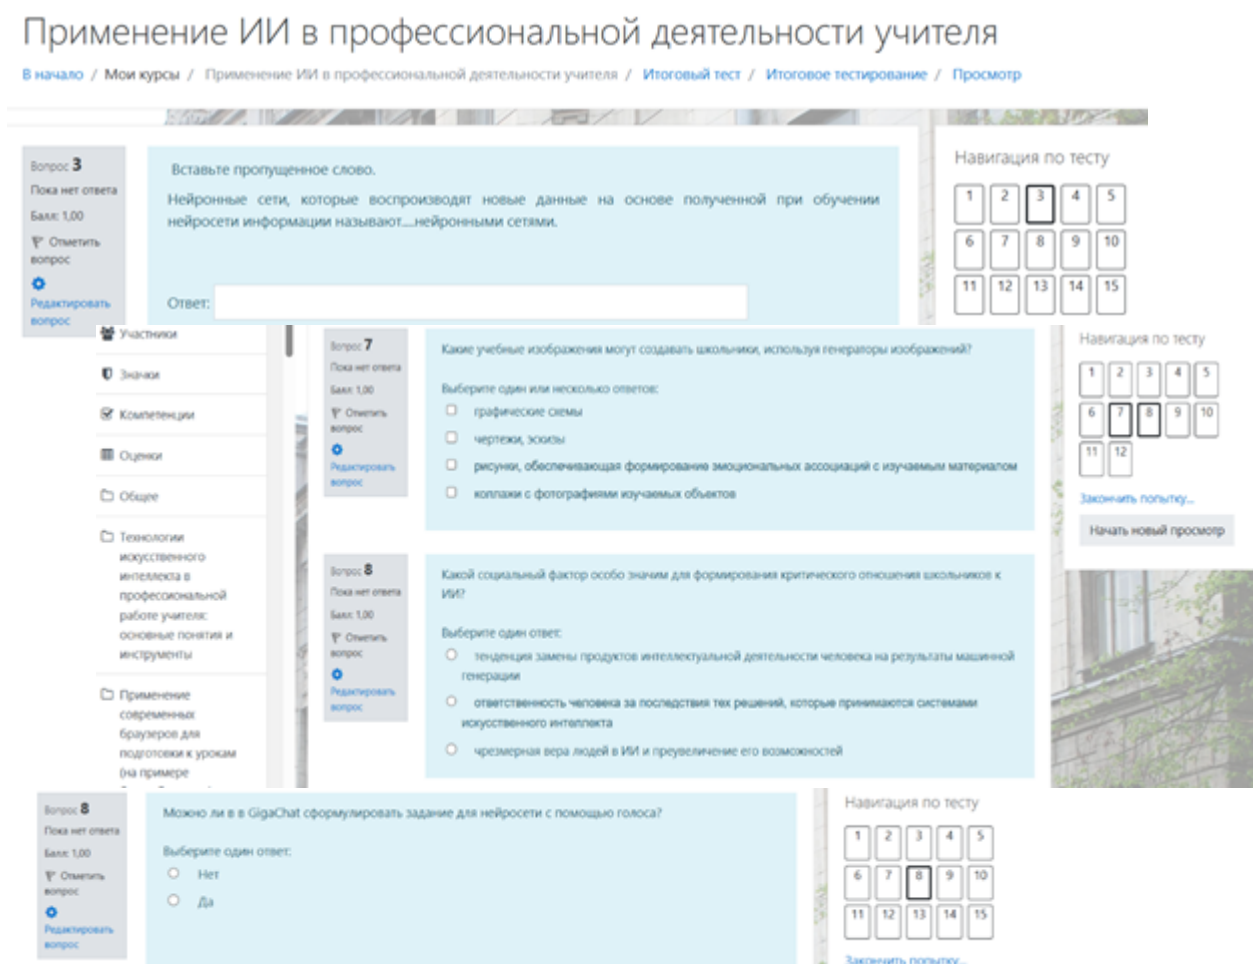 Применение ИИ в профессиональной деятельности учителя
В начало / Мои курсы / Применение ИИ в профессиональной деятельности учителя / Итоговый тест / Итоговое тестирование / Просмотр
Вопрос 3
Пока нет ответа
Балл: 1,00
Отметить
вопрос
Редактировать
вопрос
Вставьте пропущенное слово.
Нейронные сети, которые воспроизводят новые данные на основе полученной при обучении
нейросети информации называют....нейронными сетями.
Ответ:
Навигация по тесту
1 2 3 4 5
6 7 8 9 10
11 12 13 14 15
Участники
Значки
Компетенции
Оценки
Общее
Технологии
искусственного
интеллекта в
профессиональной
работе учителя:
основные понятия и
инструменты
Применение
современных
браузеров для
подготовки к урокам
(на примере
Вопрос 7
Пока нет ответа
Балл: 1,00
Отметить
вопрос
Редактировать
вопрос
Какие учебные изображения могут создавать школьники, используя генераторы изображений?
Выберите один или несколько ответов:
графические схемы
чертежи, эскизы
рисунки, обеспечивающая формирование эмоциональных ассоциаций с изучаемым материалом
коллажи с фотографиями изучаемых объектов
Вопрос 8
Пока нет ответа
Балл: 1,00
Отметить
вопрос
Редактировать
вопрос
Какой социальный фактор особо значим для формирования критического отношения школьников к
ИИ?
Выберите один ответ:
тенденция замены продуктов интеллектуальной деятельности человека на результаты машинной
генерации
ответственность человека за последствия тех решений, которые принимаются системами
искусственного интеллекта
чрезмерная вера людей в ИИ и преувеличение его возможностей
Навигация по тесту
1 2 3 4 5
6 7 8 9 10
11 12
Закончить попытку...
Начать новый просмотр
Вопрос 8
Пока нет ответа
Балл: 1,00
Отметить
вопрос
Редактировать
вопрос
Можно ли в в GigaChat сформулировать задание для нейросети с помощью голоса?
Выберите один ответ:
Нет
Да
Навигация по тесту
1 2 3 4 5
6 7 8 9 10
11 12 13 14 15
Закончить попытку...